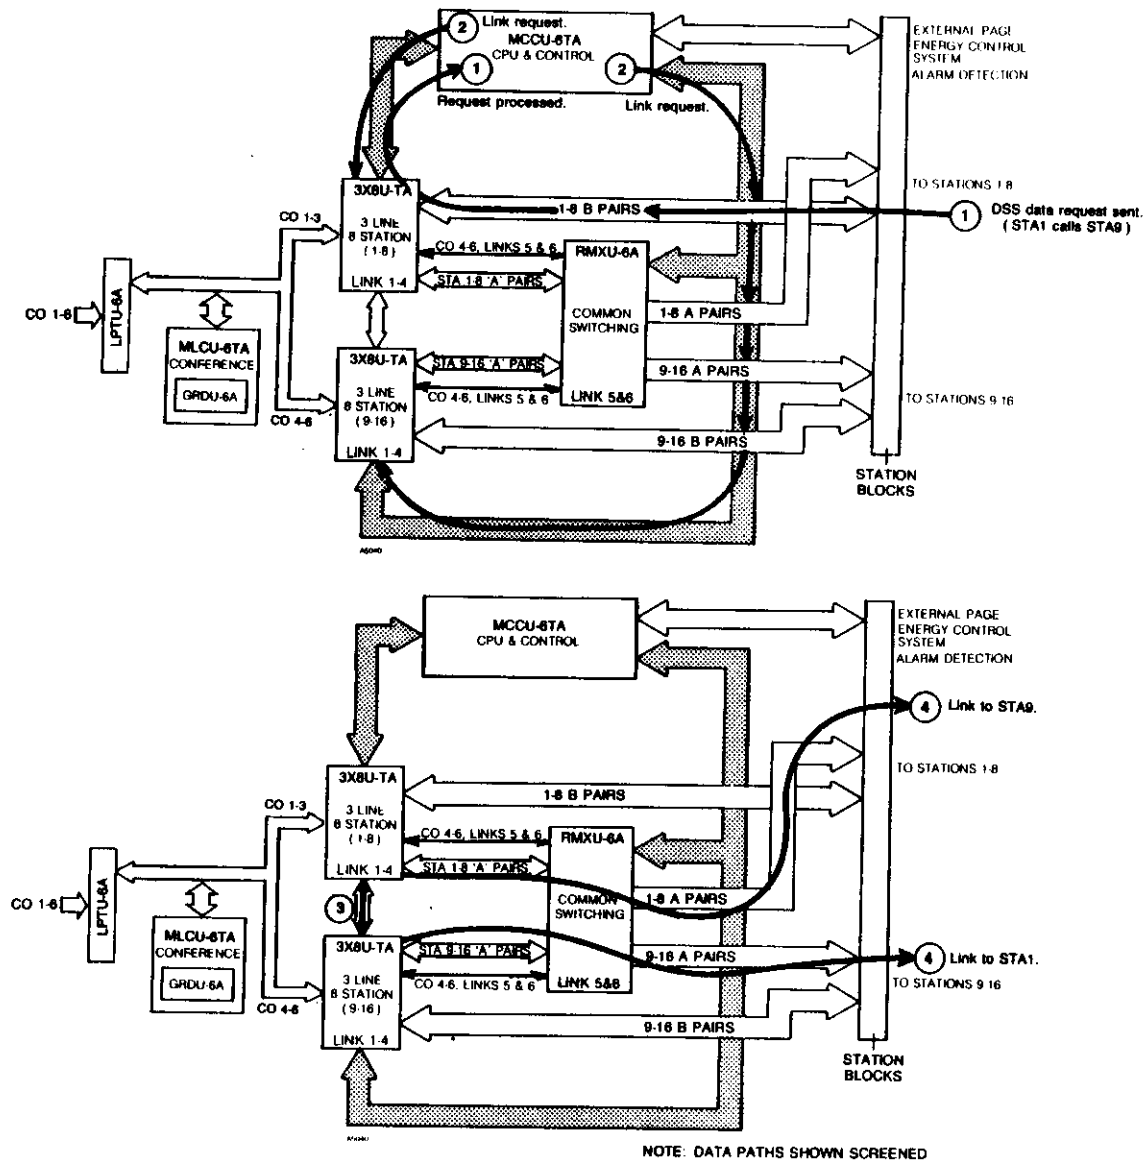 2
Link request.
MCCU-6TA
CPU & CONTROL
1
2
Request processed.
Link request.
EXTERNAL PAGE
ENERGY CONTROL
SYSTEM
ALARM DETECTION
3X8U-TA
3 LINE
8 STATION
(1-8)
LINK 1-4
1-8 B PAIRS
TO STATIONS 1-8
1
DSS data request sent.
(STA1 calls STA9)
CO 1-3
CO 4-6, LINKS 5 & 6
STA 1-8 'A' PAIRS
RMXU-6A
COMMON
SWITCHING
LINK 5&6
1-8 A PAIRS
CO 1-6
LPTU-6A
MLCU-6TA
CONFERENCE
GRDU-6A
CO 4-6
3X8U-TA
3 LINE
8 STATION
(9-16)
LINK 1-4
STA 9-16 'A' PAIRS
CO 4-6, LINKS 5 & 6
9-16 A PAIRS
TO STATIONS 9-16
9-16 B PAIRS
STATION
BLOCKS
MCCU-6TA
CPU & CONTROL
EXTERNAL PAGE
ENERGY CONTROL
SYSTEM
ALARM DETECTION
4
Link to STA9.
3X8U-TA
3 LINE
8 STATION
(1-8)
LINK 1-4
1-8 B PAIRS
TO STATIONS 1-8
CO 1-3
CO 4-6, LINKS 5 & 6
STA 1-8 'A' PAIRS
RMXU-6A
COMMON
SWITCHING
LINK 5&6
1-8 A PAIRS
3
CO 1-6
LPTU-6A
MLCU-6TA
CONFERENCE
GRDU-6A
CO 4-6
3X8U-TA
3 LINE
8 STATION
(9-16)
LINK 1-4
STA 9-16 'A' PAIRS
CO 4-6, LINKS 5 & 6
9-16 A PAIRS
4
Link to STA1.
TO STATIONS 9-16
9-16 B PAIRS
STATION
BLOCKS
NOTE: DATA PATHS SHOWN SCREENED